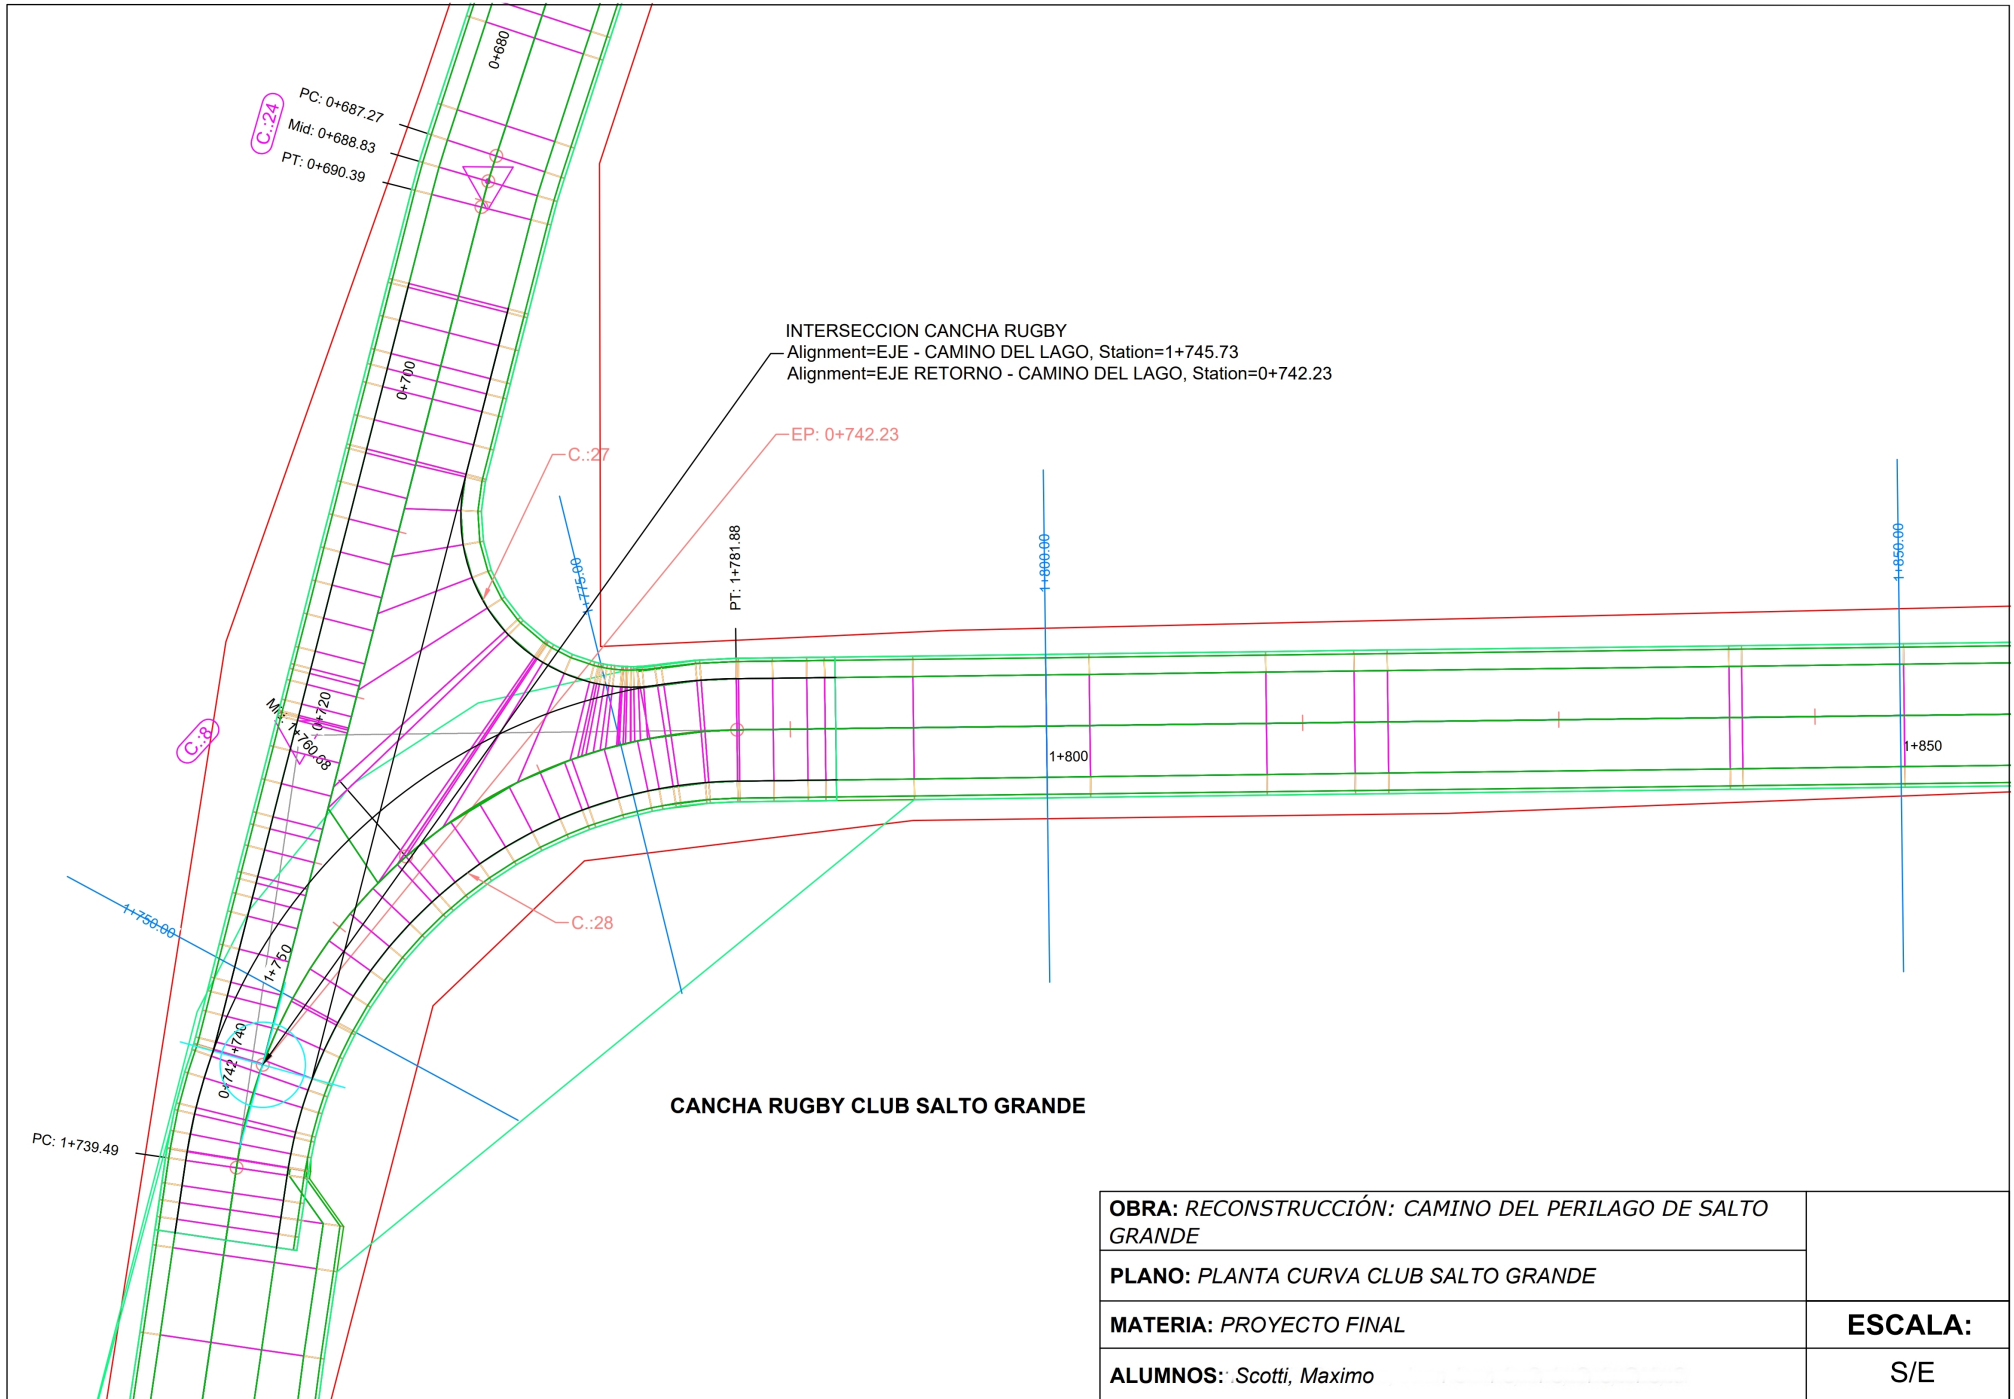 0+680
C.:24
PC: 0+687.27
Mid: 0+688.83
PT: 0+690.39
INTERSECCION CANCHA RUGBY
Alignment=EJE - CAMINO DEL LAGO, Station=1+745.73
Alignment=EJE RETORNO - CAMINO DEL LAGO, Station=0+742.23
0+700
EP: 0+742.23
C.:27
PT: 1+781.88
1+775.00
1+800.00
1+850.00
0+720
C.:8
1+800
1+850
C.:28
1+750.00
1+750
0+742
+740
CANCHA RUGBY CLUB SALTO GRANDE
PC: 1+739.49
OBRA: RECONSTRUCCIÓN: CAMINO DEL PERILAGO DE SALTO
GRANDE
PLANO: PLANTA CURVA CLUB SALTO GRANDE
MATERIA: PROYECTO FINAL
ESCALA:
ALUMNOS: Scotti, Maximo
S/E